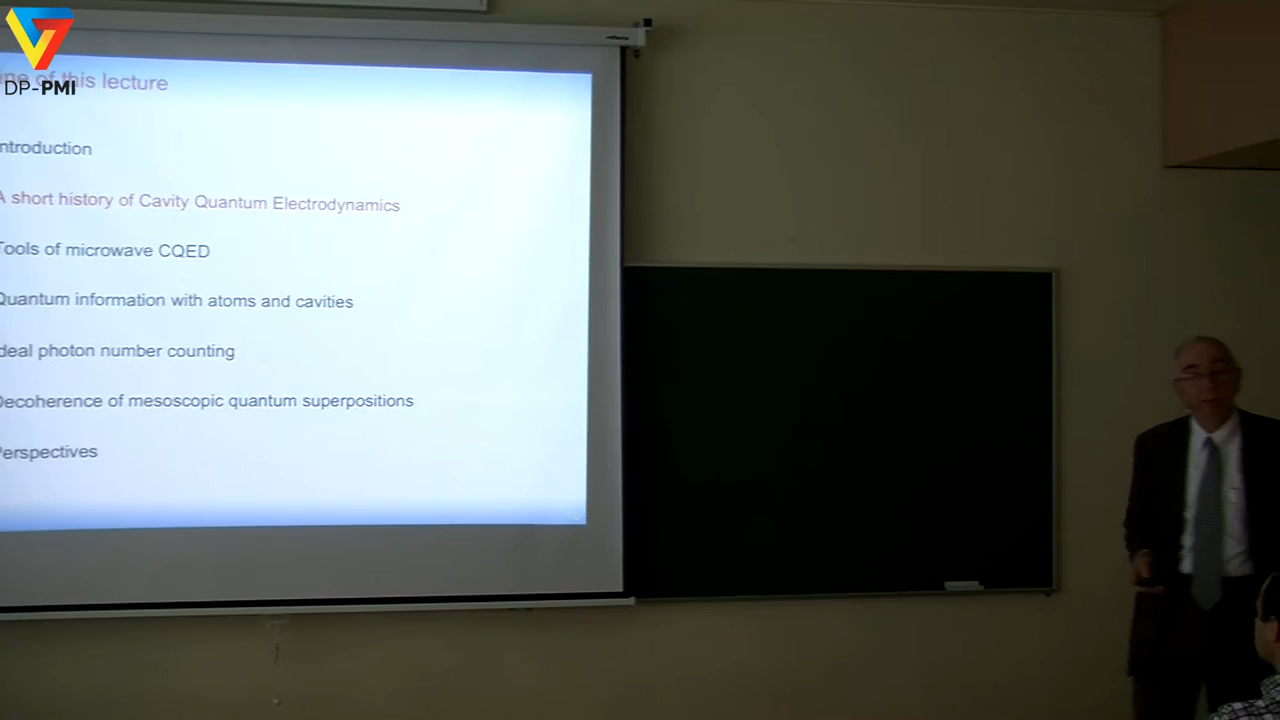 DP-PMI
ine of this lecture
ntroduction
A short history of Cavity Quantum Electrodynamics
Tools of microwave CQED
Quantum information with atoms and cavities
deal photon number counting
Decoherence of mesoscopic quantum superpositions
Perspectives